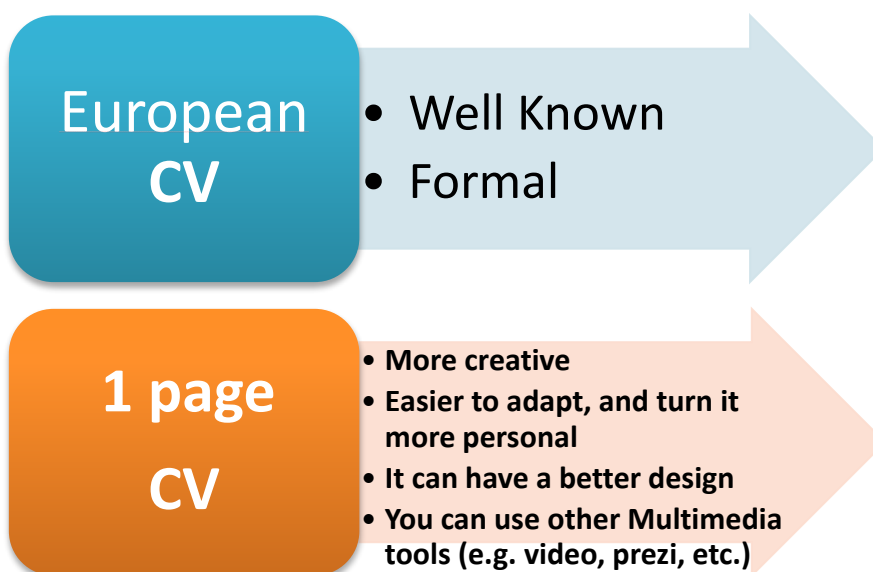 European
CV
• Well Known
• Formal
1 page
CV
• More creative
• Easier to adapt, and turn it
more personal
• It can have a better design
• You can use other Multimedia
tools (e.g. video, prezi, etc.)